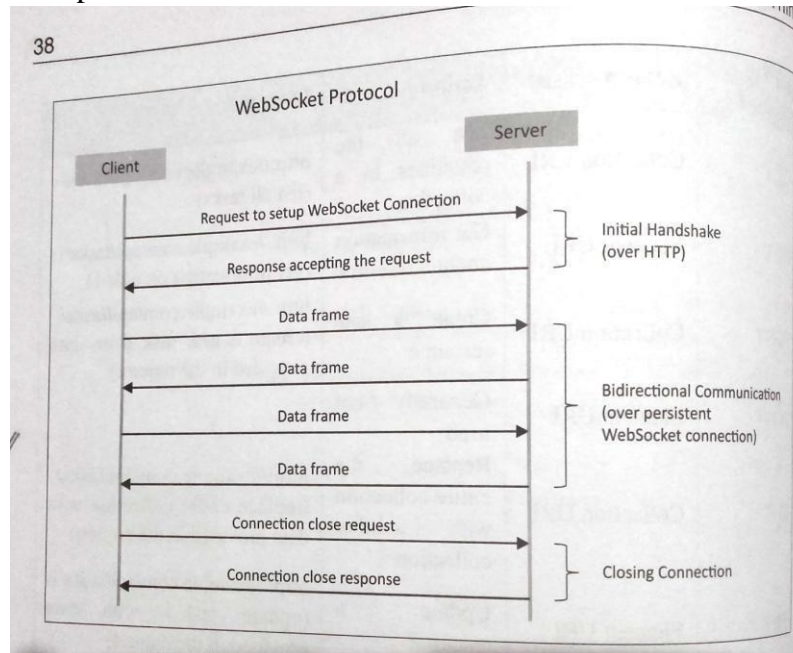 38
WebSocket Protocol
Client
Server
Request to setup WebSocket Connection
Initial Handshake
(over HTTP)
Response accepting the request
Data frame
Data frame
Bidirectional Communication
(over persistent
WebSocket connection)
Data frame
Data frame
Connection close request
Closing Connection
Connection close response